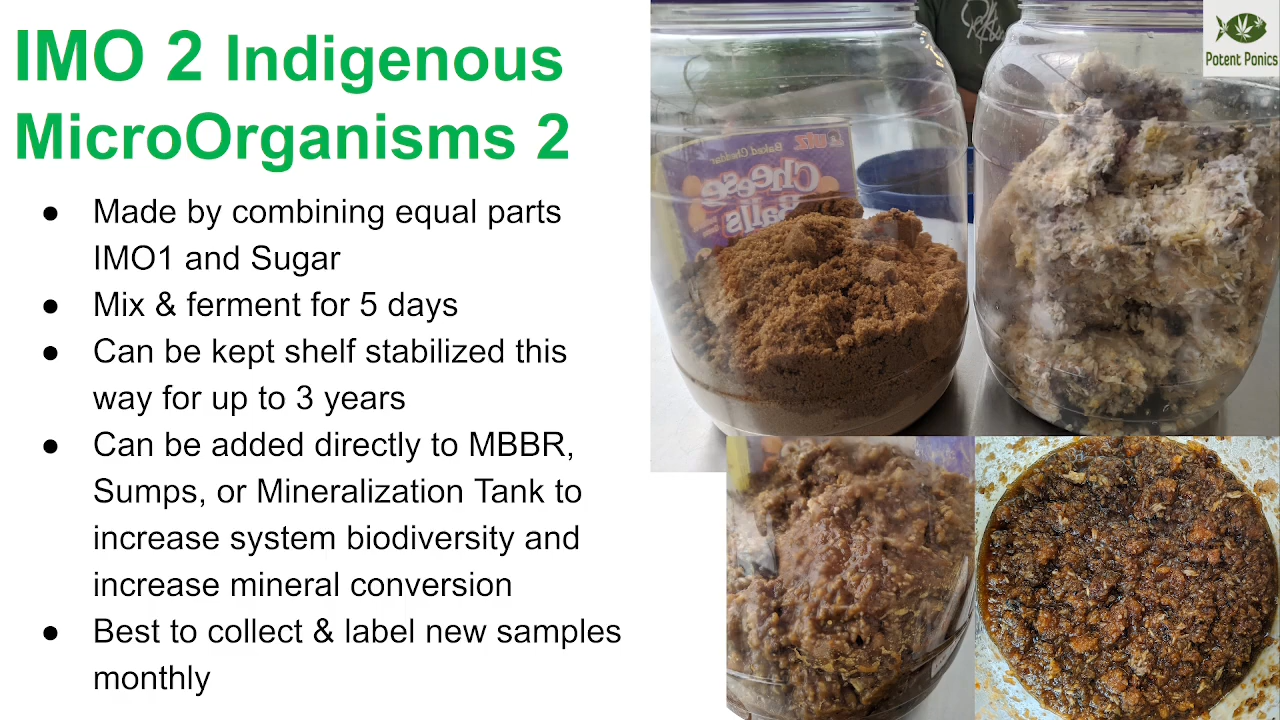 IMO 2 Indigenous
MicroOrganisms 2
● Made by combining equal parts
IMO1 and Sugar
● Mix & ferment for 5 days
● Can be kept shelf stabilized this
way for up to 3 years
● Can be added directly to MBBR,
Sumps, or Mineralization Tank to
increase system biodiversity and
increase mineral conversion
● Best to collect & label new samples
monthly
Potent Ponics
utz
Baked Cheddar
Cheese
Balls